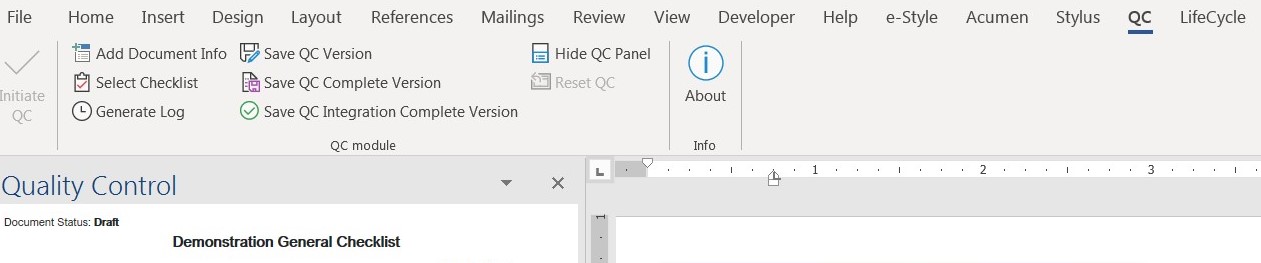 File Home Insert Design Layout References Mailings Review View Developer Help e-Style Acumen Stylus QC LifeCycle
Initiate QC
Add Document Info
Select Checklist
Generate Log
Save QC Version
Save QC Complete Version
Save QC Integration Complete Version
Hide QC Panel
Reset QC
QC module
About
Info
Quality Control
Document Status: Draft
Demonstration General Checklist
1 2 3
1